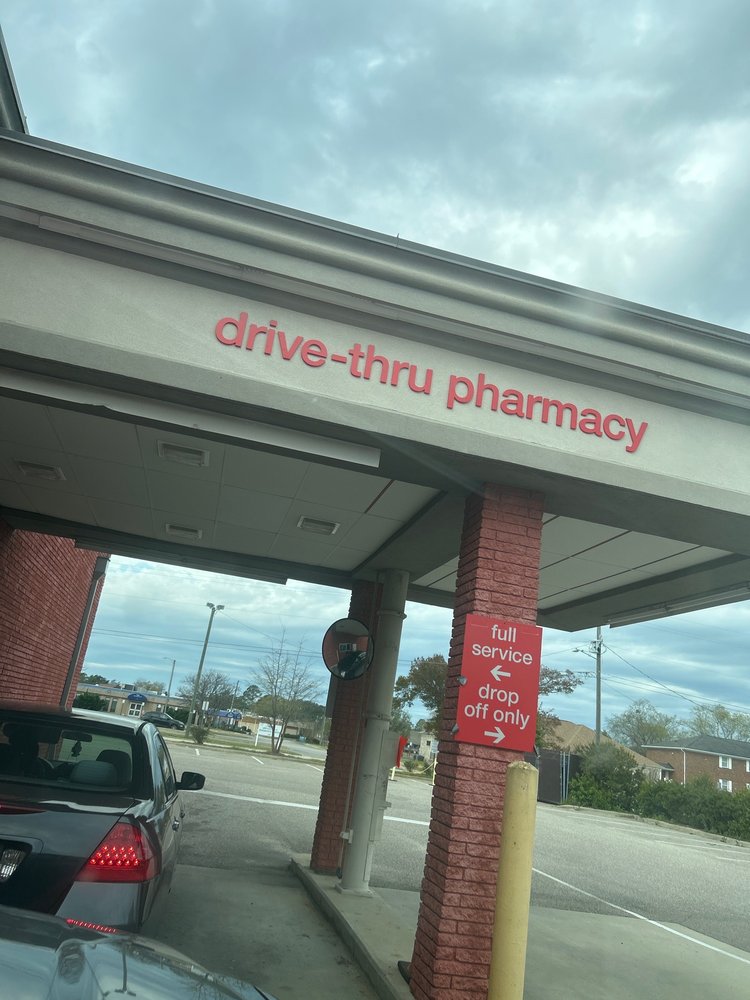 drive-thru pharmacy
full
service
←
drop
off only
→